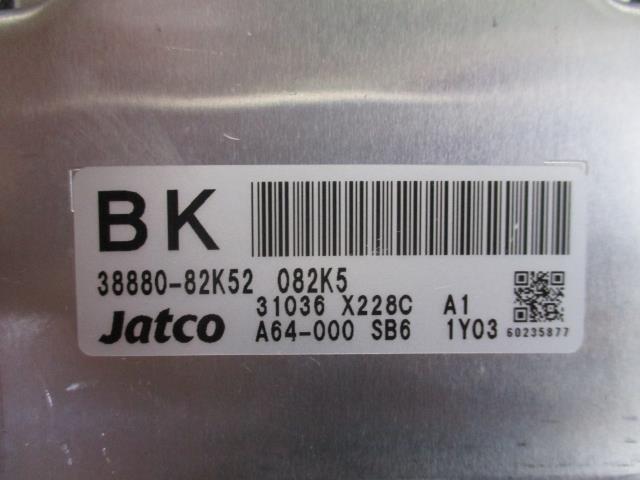 BK
38880-82K52 082K5
31036 X228C A1
Jatco A64-000 SB6 1Y03 60235877